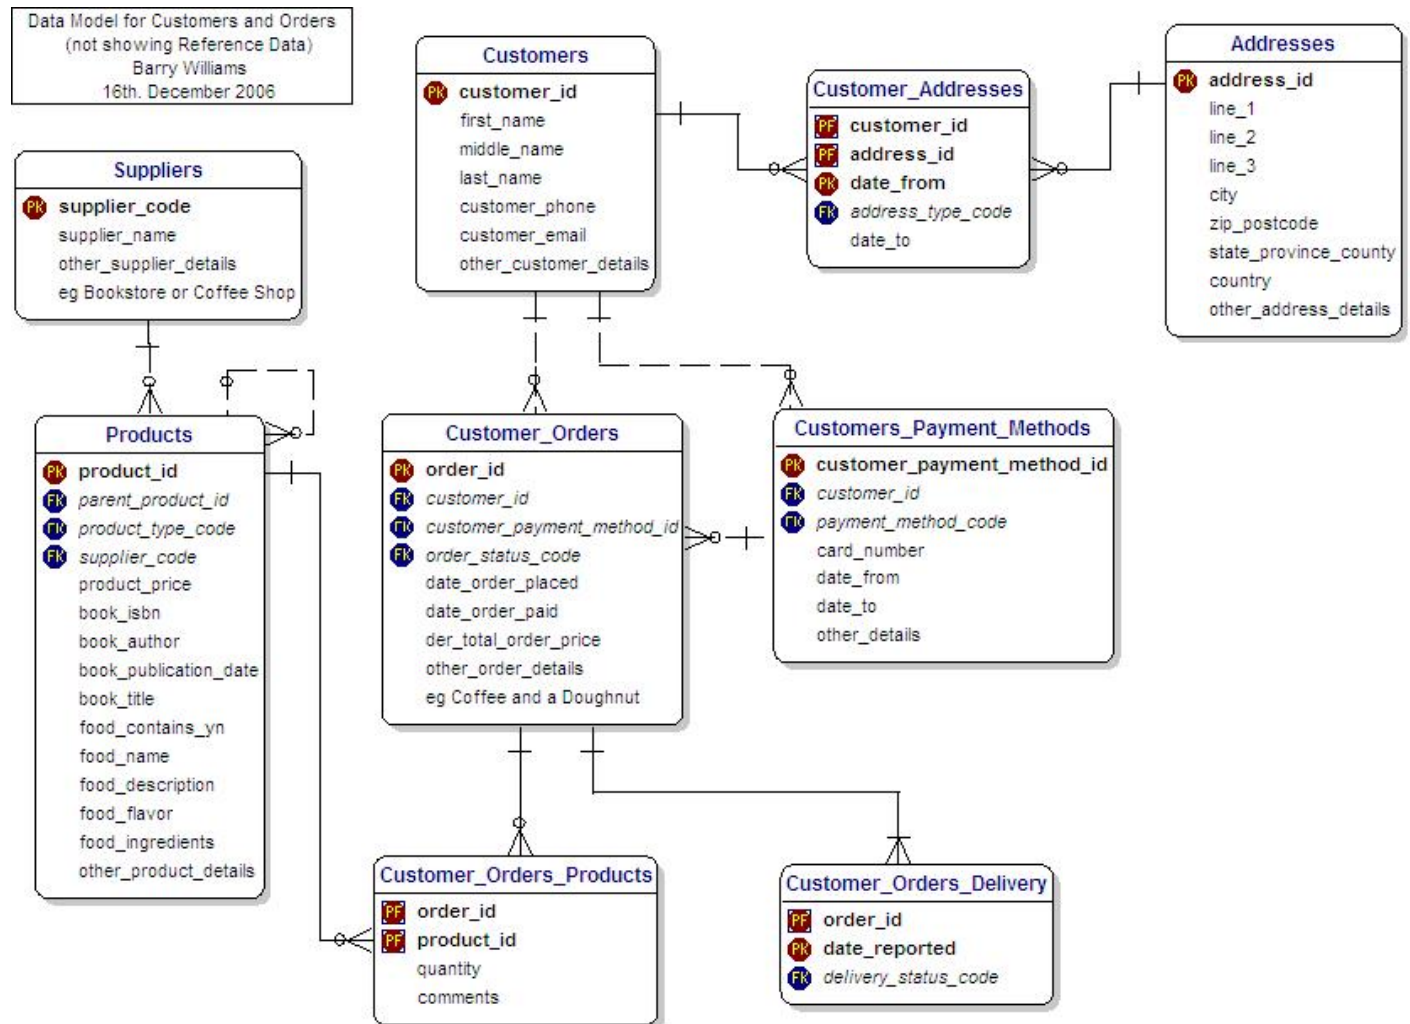 Data Model for Customers and Orders
(not showing Reference Data)
Barry Williams
16th. December 2006
Suppliers
PK supplier_code
supplier_name
other_supplier_details
eg Bookstore or Coffee Shop
Customers
PK customer_id
first_name
middle_name
last_name
customer_phone
customer_email
other_customer_details
Customer_Addresses
PF customer_id
PF address_id
PK date_from
FK address_type_code
date_to
Addresses
PK address_id
line_1
line_2
line_3
city
zip_postcode
state_province_county
country
other_address_details
Products
PK product_id
FK parent_product_id
FK product_type_code
FK supplier_code
product_price
book_isbn
book_author
book_publication_date
book_title
food_contains_yn
food_name
food_description
food_flavor
food_ingredients
other_product_details
Customer_Orders
PK order_id
FK customer_id
FK customer_payment_method_id
FK order_status_code
date_order_placed
date_order_paid
der_total_order_price
other_order_details
eg Coffee and a Doughnut
Customers_Payment_Methods
PK customer_payment_method_id
FK customer_id
FK payment_method_code
card_number
date_from
date_to
other_details
Customer_Orders_Products
PF order_id
PF product_id
quantity
comments
Customer_Orders_Delivery
PF order_id
PK date_reported
FK delivery_status_code